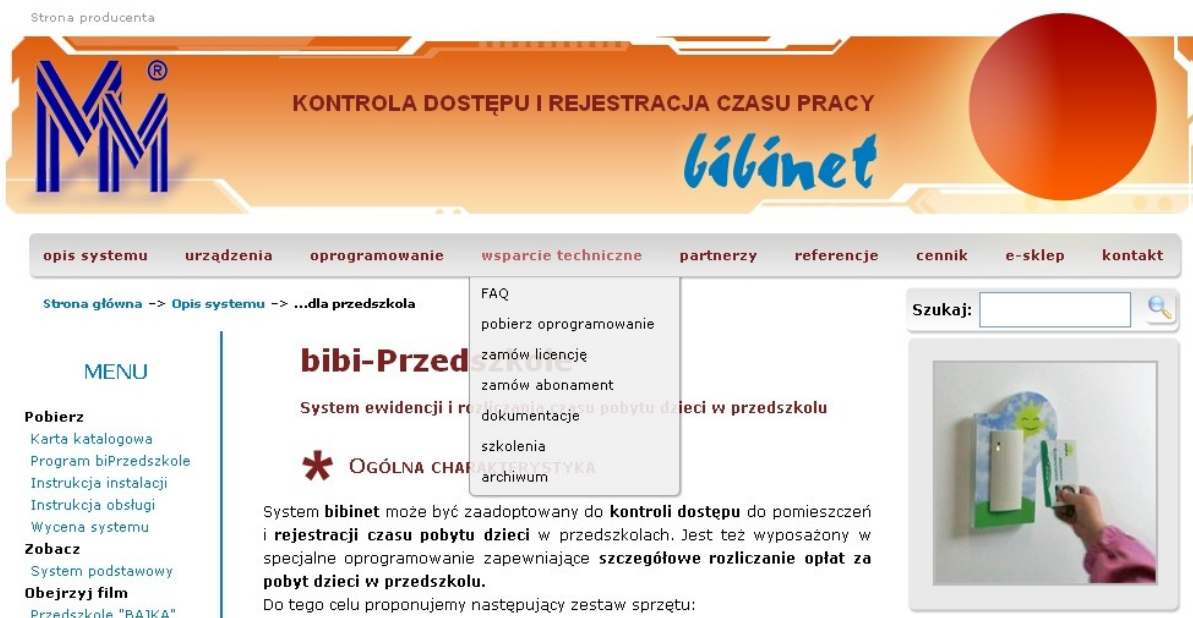 Strona producenta
MM®
KONTROLA DOSTĘPU I REJESTRACJA CZASU PRACY
bibinet
opis systemu urządzenia oprogramowanie wsparcie techniczne partnerzy referencje cennik e-sklep kontakt
Strona główna -> Opis systemu -> ...dla przedszkola
FAQ
pobierz oprogramowanie
zamów licencję
zamów abonament
dokumentacje
szkolenia
archiwum
Szukaj:
MENU
Pobierz
Karta katalogowa
Program biPrzedszkole
Instrukcja instalacji
Instrukcja obsługi
Wycena systemu
Zobacz
System podstawowy
Obejrzyj film
Przedszkole "BAJKA"
bibi-Przedszkole
System ewidencji i rozliczania czasu pobytu dzieci w przedszkolu
* OGÓLNA CHARAKTERYSTYKA
System bibinet może być zaadoptowany do kontroli dostępu do pomieszczeń
i rejestracji czasu pobytu dzieci w przedszkolach. Jest też wyposażony w
specjalne oprogramowanie zapewniające szczegółowe rozliczanie opłat za
pobyt dzieci w przedszkolu.
Do tego celu proponujemy następujący zestaw sprzętu: